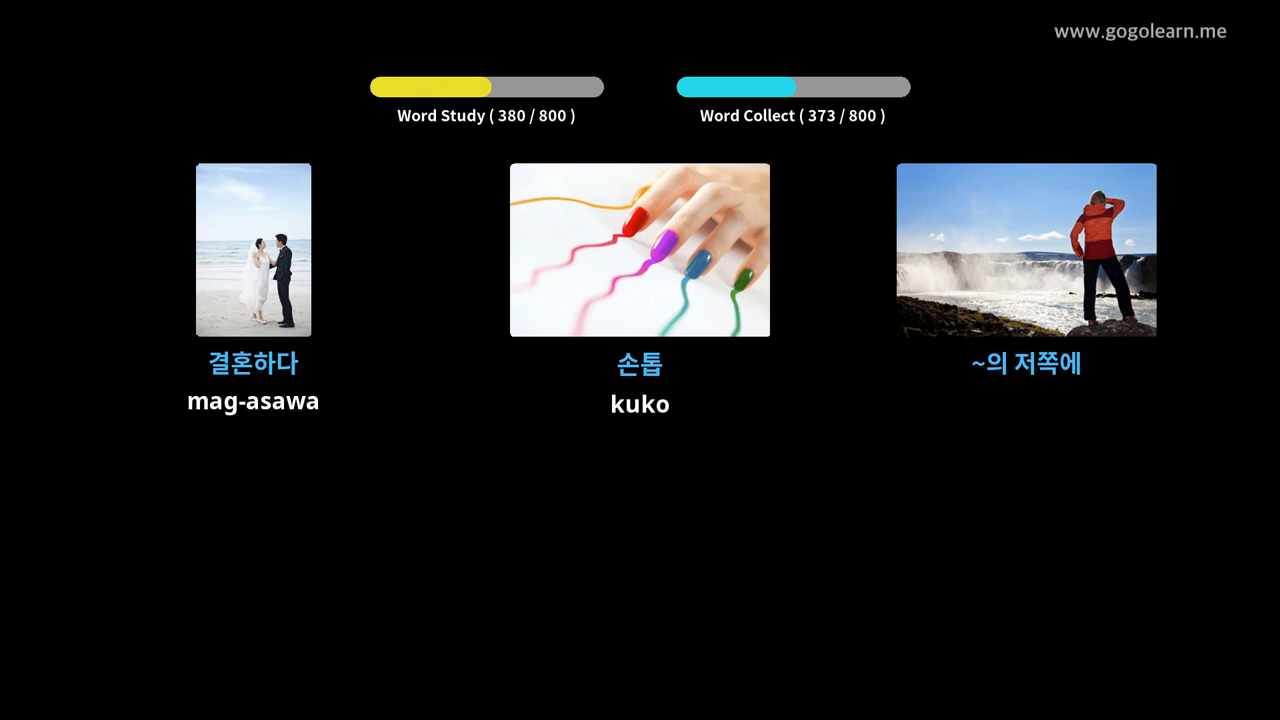 www.gogolearn.me
Word Study ( 380 / 800 )
Word Collect ( 373 / 800 )
결혼하다
손톱
~의 저쪽에
mag-asawa
kuko